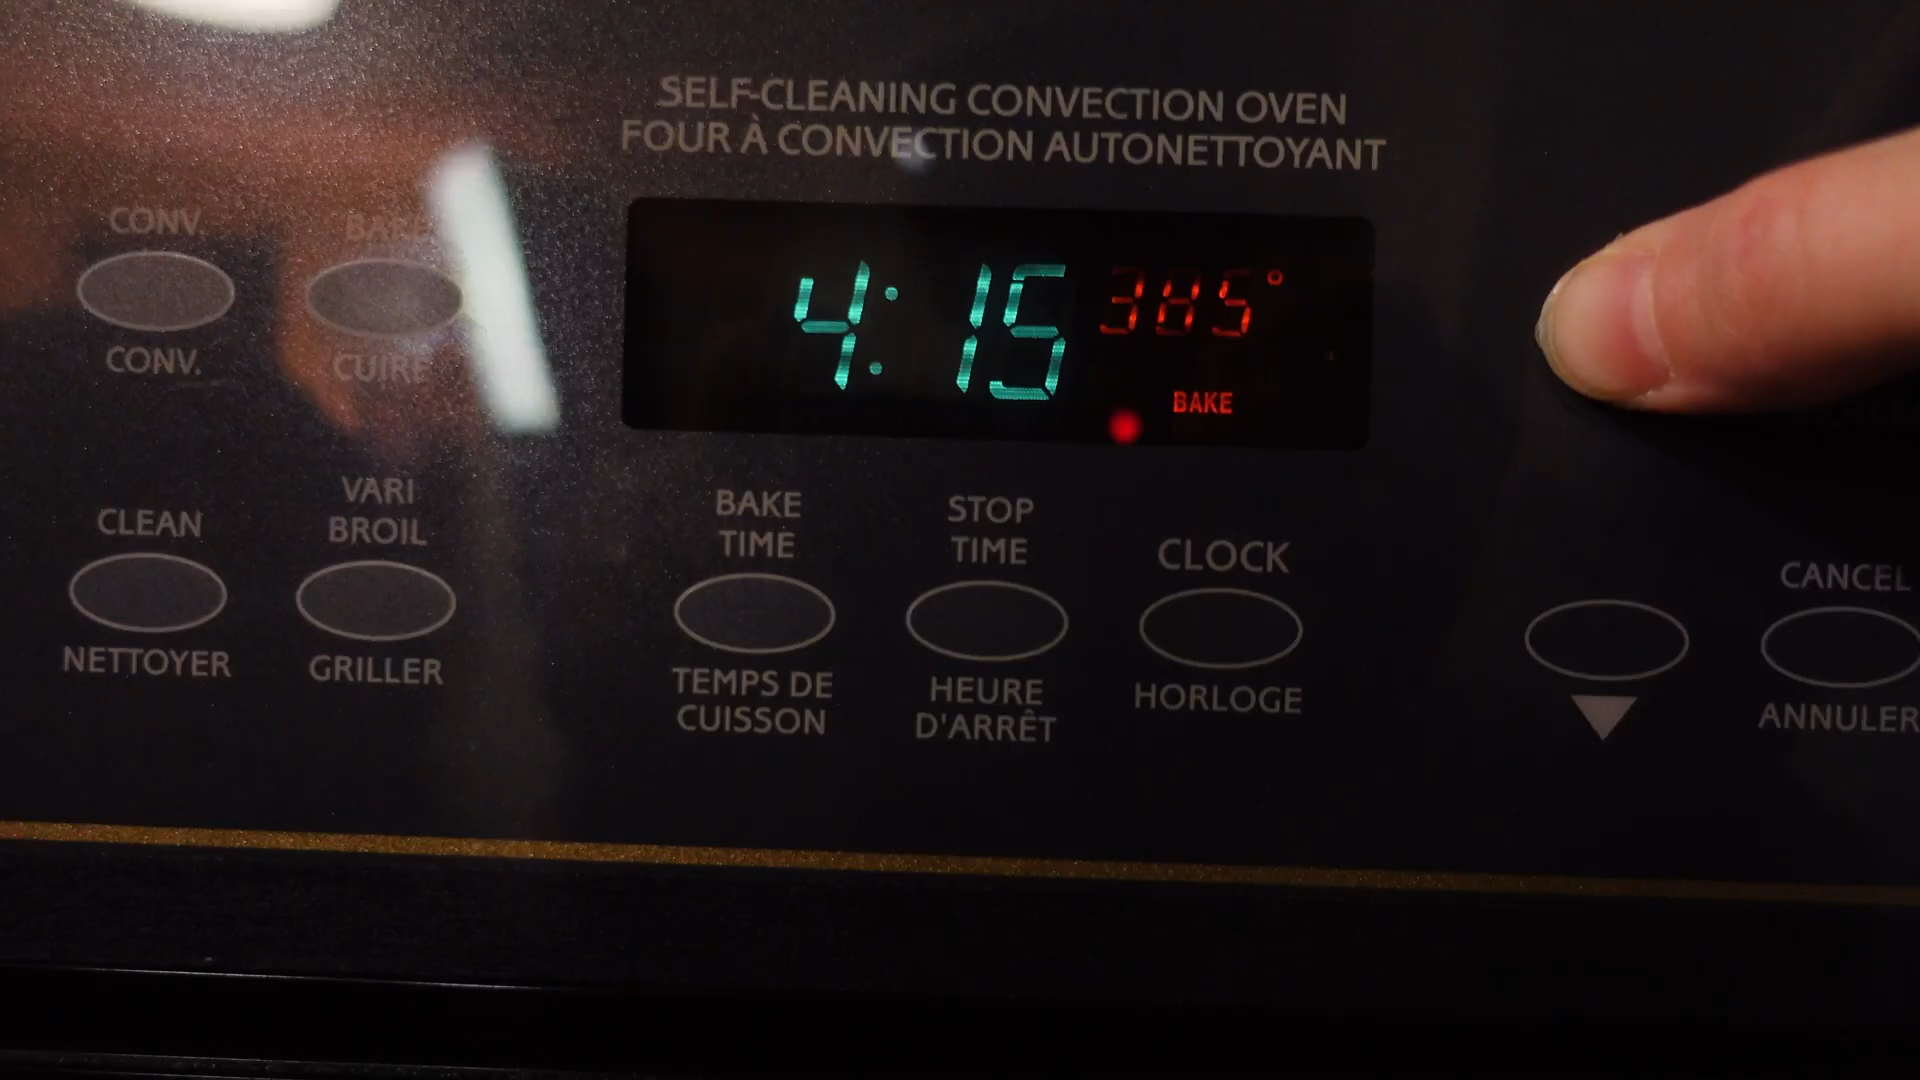 SELF-CLEANING CONVECTION OVEN
FOUR À CONVECTION AUTONETTOYANT
CONV.
BAKE
CONV.
CUIRE
4:15
385°
BAKE
CLEAN
VARI
BROIL
NETTOYER
GRILLER
BAKE
TIME
TEMPS DE
CUISSON
STOP
TIME
HEURE
D'ARRÊT
CLOCK
HORLOGE
CANCEL
ANNULER